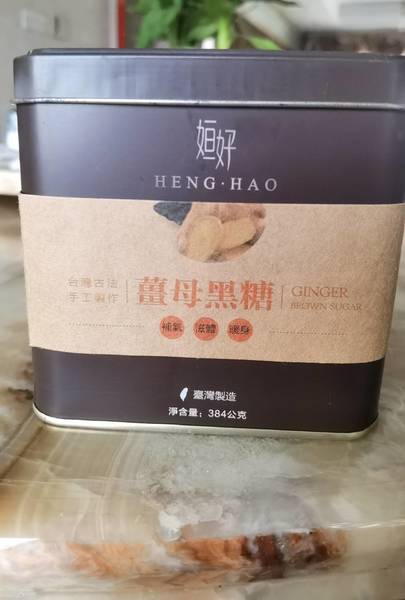 姮好
HENG·HAO
台灣古法
手工製作
薑母黑糖
GINGER
BROWN SUGAR
補氣 滋體 暖身
臺灣製造
淨含量：384公克